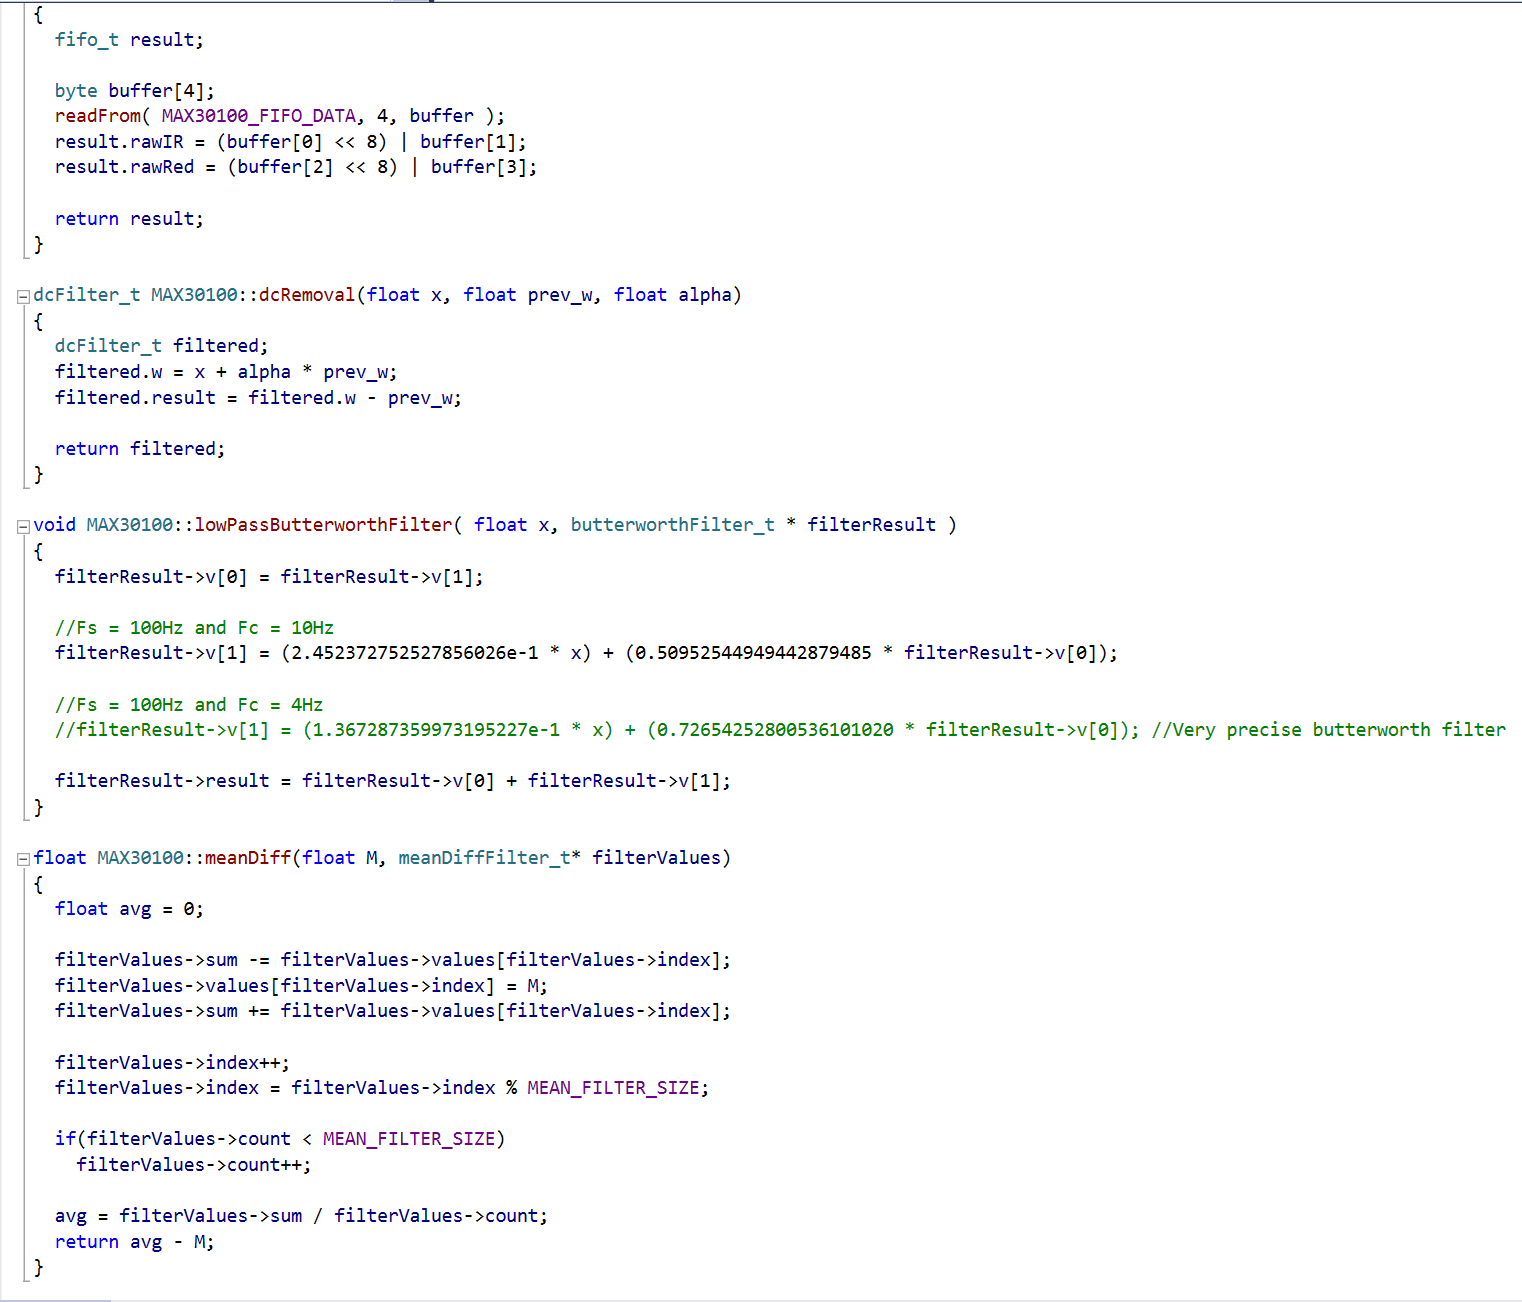 {
fifo_t result;
byte buffer[4];
readFrom( MAX30100_FIFO_DATA, 4, buffer );
result.rawIR = (buffer[0] << 8) | buffer[1];
result.rawRed = (buffer[2] << 8) | buffer[3];
return result;
}
dcFilter_t MAX30100::dcRemoval(float x, float prev_w, float alpha)
{
dcFilter_t filtered;
filtered.w = x + alpha * prev_w;
filtered.result = filtered.w - prev_w;
return filtered;
}
void MAX30100::lowPassButterworthFilter( float x, butterworthFilter_t * filterResult )
{
filterResult->v[0] = filterResult->v[1];
//Fs = 100Hz and Fc = 10Hz
filterResult->v[1] = (2.452372752527856026e-1 * x) + (0.50952544949442879485 * filterResult->v[0]);
//Fs = 100Hz and Fc = 4Hz
//filterResult->v[1] = (1.367287359973195227e-1 * x) + (0.72654252800536101020 * filterResult->v[0]); //Very precise butterworth filter
filterResult->result = filterResult->v[0] + filterResult->v[1];
}
float MAX30100::meanDiff(float M, meanDiffFilter_t* filterValues)
{
float avg = 0;
filterValues->sum -= filterValues->values[filterValues->index];
filterValues->values[filterValues->index] = M;
filterValues->sum += filterValues->values[filterValues->index];
filterValues->index++;
filterValues->index = filterValues->index % MEAN_FILTER_SIZE;
if(filterValues->count < MEAN_FILTER_SIZE)
filterValues->count++;
avg = filterValues->sum / filterValues->count;
return avg - M;
}